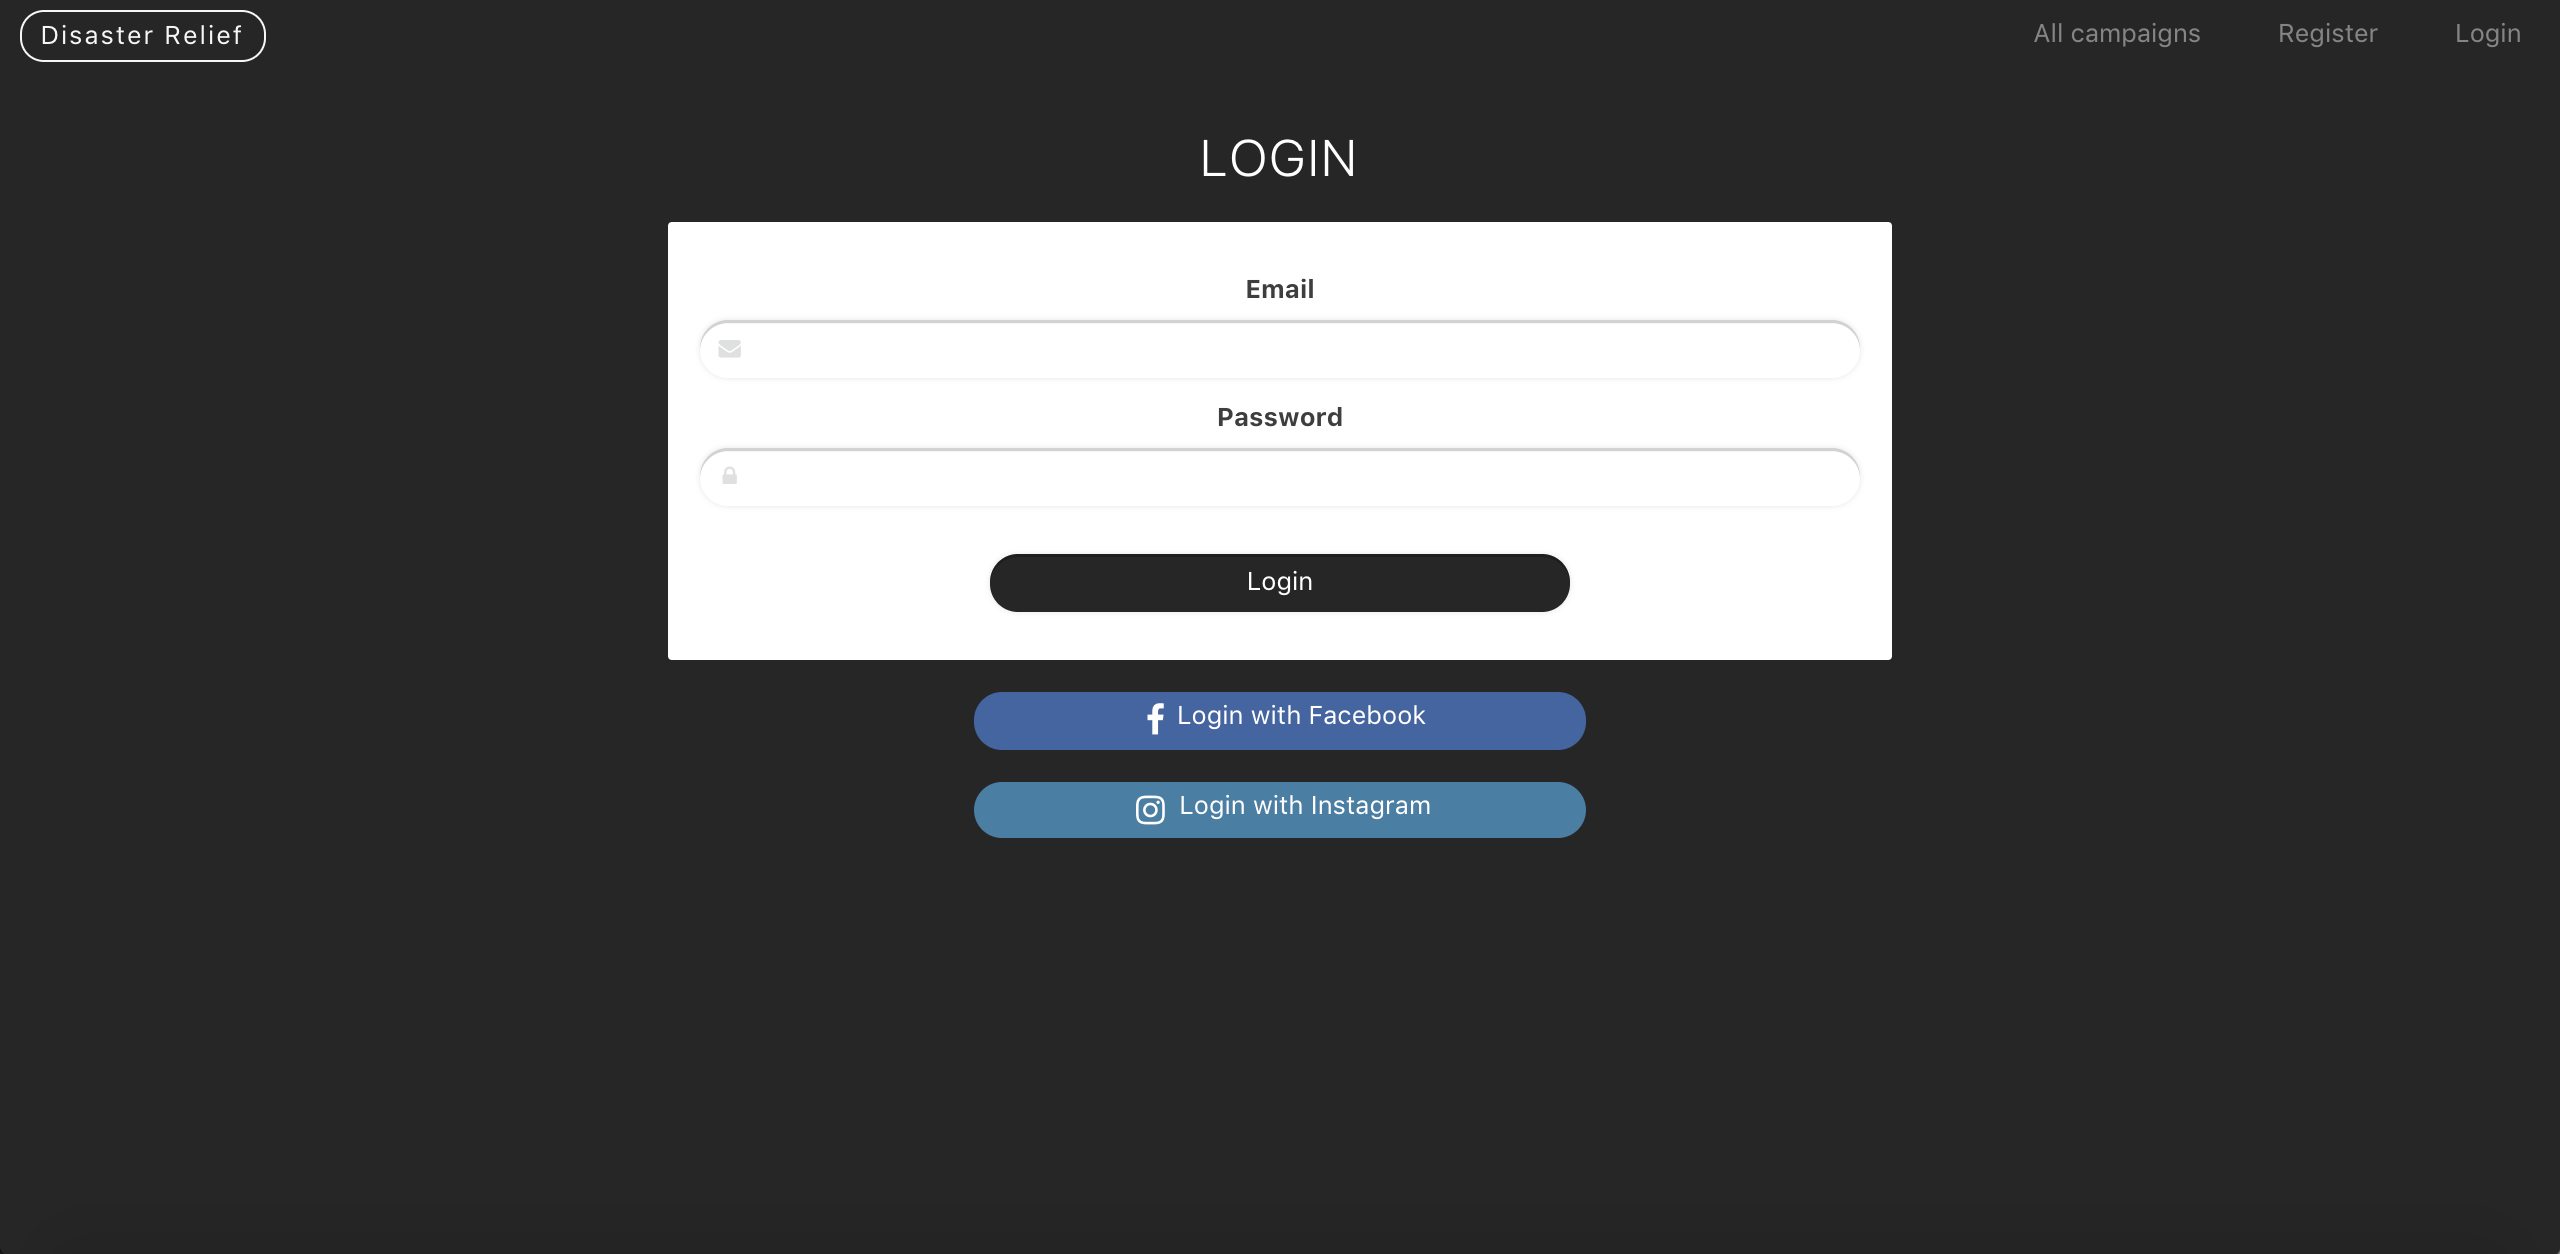 Disaster Relief
All campaigns
Register
Login
LOGIN
Email
Password
Login
Login with Facebook
Login with Instagram